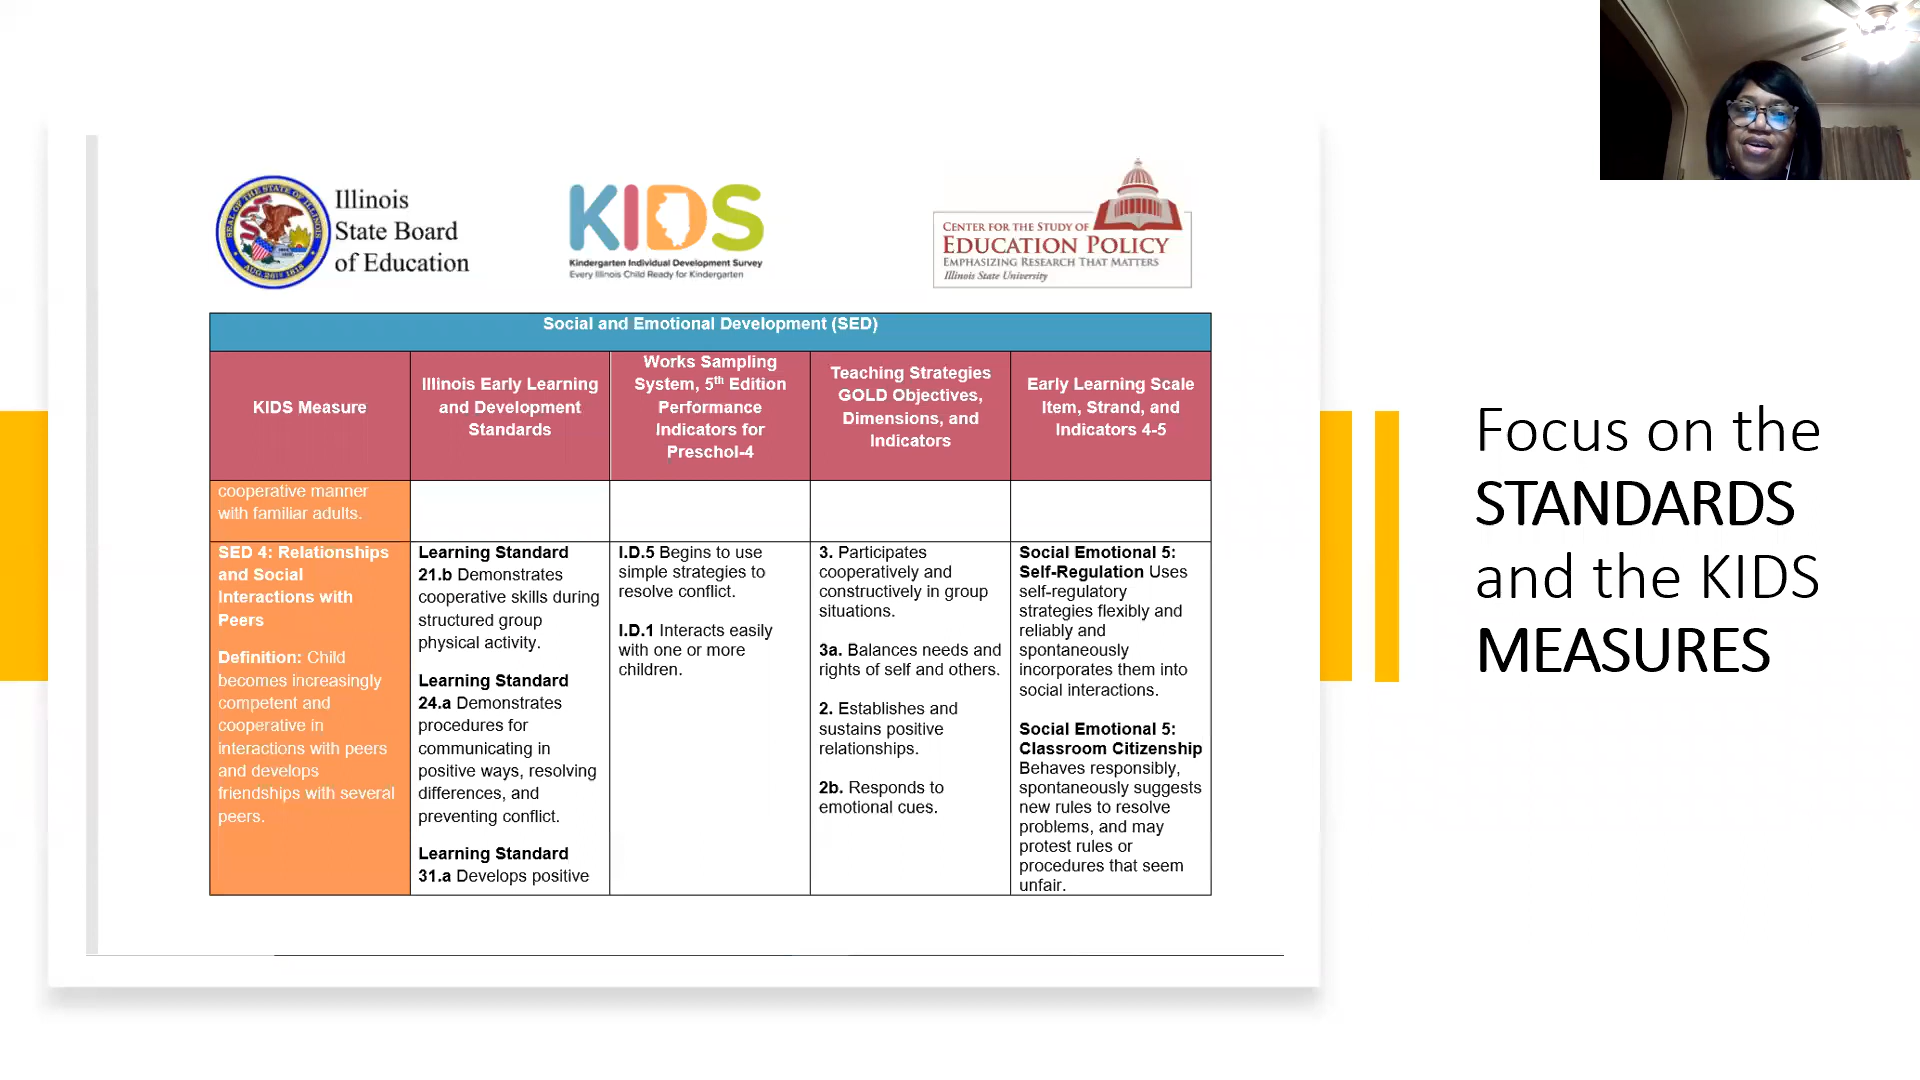 Illinois
State Board
of Education
KIDS
Kindergarten Individual Development Survey
Every Illinois Child Ready for Kindergarten
CENTER FOR THE STUDY OF
EDUCATION POLICY
EMPHASIZING RESEARCH THAT MATTERS
Illinois State University
Social and Emotional Development (SED)
KIDS Measure
Illinois Early Learning
and Development
Standards
Works Sampling
System, 5th Edition
Performance
Indicators for
Preschol-4
Teaching Strategies
GOLD Objectives,
Dimensions, and
Indicators
Early Learning Scale
Item, Strand, and
Indicators 4-5
cooperative manner
with familiar adults.
SED 4: Relationships
and Social
Interactions with
Peers
Definition: Child
becomes increasingly
competent and
cooperative in
interactions with peers
and develops
friendships with several
peers.
Learning Standard
21.b Demonstrates
cooperative skills during
structured group
physical activity.
Learning Standard
24.a Demonstrates
procedures for
communicating in
positive ways, resolving
differences, and
preventing conflict.
Learning Standard
31.a Develops positive
I.D.5 Begins to use
simple strategies to
resolve conflict.
I.D.1 Interacts easily
with one or more
children.
3. Participates
cooperatively and
constructively in group
situations.
3a. Balances needs and
rights of self and others.
2. Establishes and
sustains positive
relationships.
2b. Responds to
emotional cues.
Social Emotional 5:
Self-Regulation Uses
self-regulatory
strategies flexibly and
reliably and
spontaneously
incorporates them into
social interactions.
Social Emotional 5:
Classroom Citizenship
Behaves responsibly,
spontaneously suggests
new rules to resolve
problems, and may
protest rules or
procedures that seem
unfair.
Focus on the
STANDARDS
and the KIDS
MEASURES